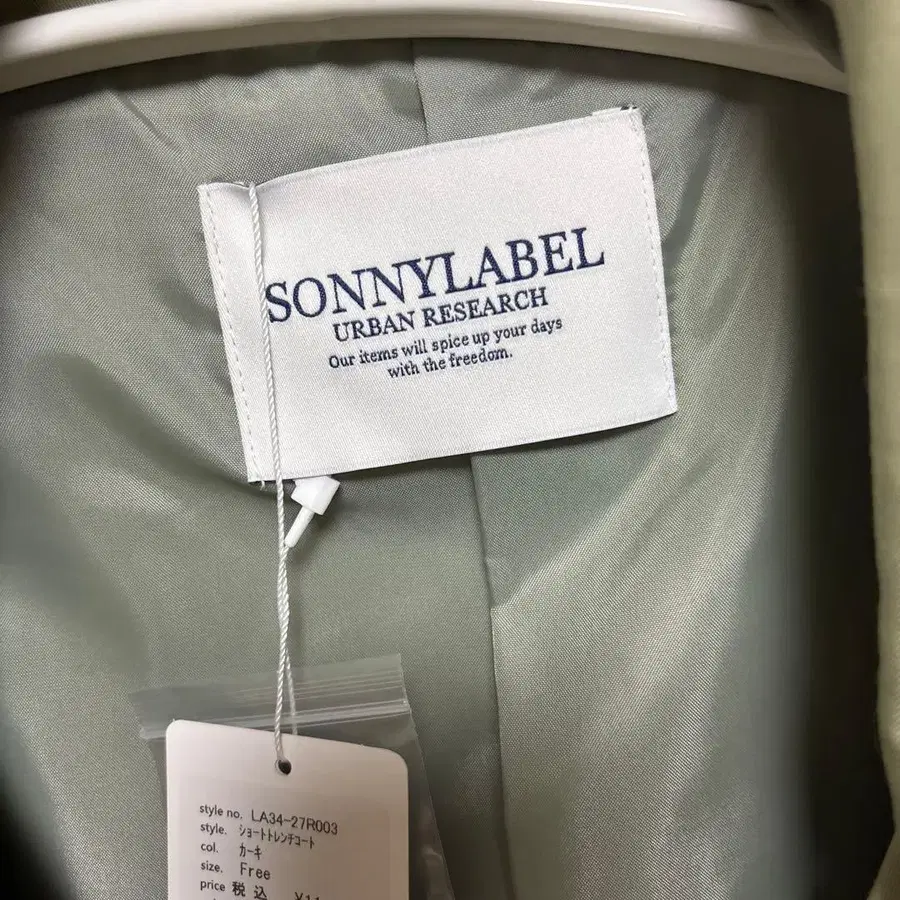 SONNYLABEL
URBAN RESEARCH
Our items will spice up your days
with the freedom.
style no. LA34-27R003
style. ショートトレンチコート
col. カーキ
size. Free
price 税込